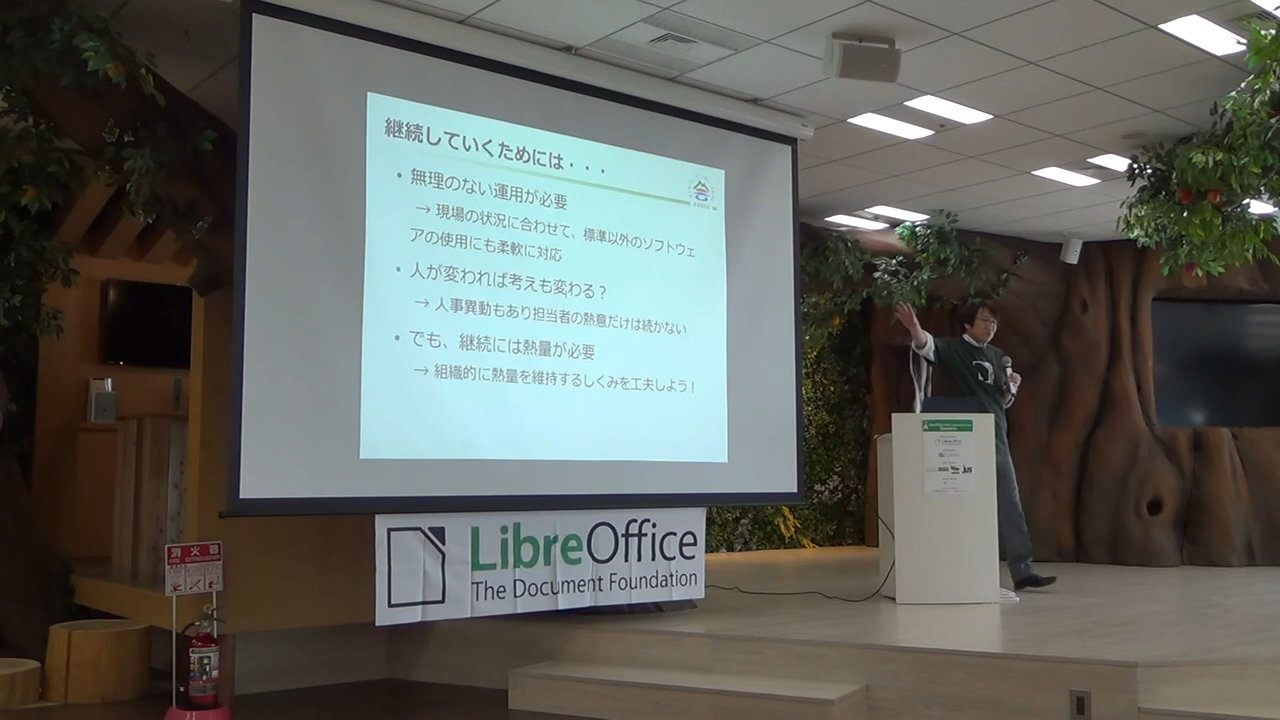 継続していくためには・・・
• 無理のない運用が必要
→ 現場の状況に合わせて、標準以外のソフトウェ
アの使用にも柔軟に対応
• 人が変われば考えも変わる？
→ 人事異動もあり担当者の熱意だけは続かない
• でも、継続には熱量が必要
→ 組織的に熱量を維持するしくみを工夫しよう！
LibreOffice
The Document Foundation
消火器
FIRE EXTINGUISHER
LibreOffice
jus